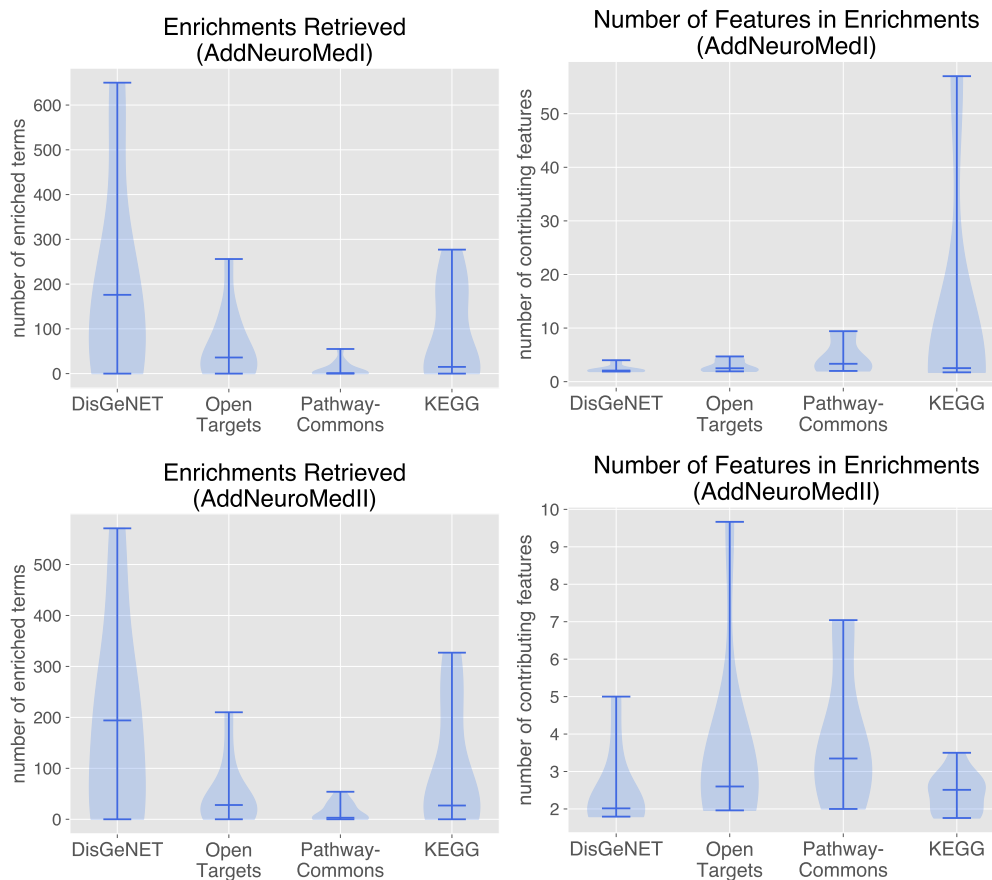 Enrichments Retrieved
(AddNeuroMedI)
number of enriched terms
600
500
400
300
200
100
0
DisGeNET
Open
Targets
Pathway-
Commons
KEGG
Number of Features in Enrichments
(AddNeuroMedI)
number of contributing features
50
40
30
20
10
0
DisGeNET
Open
Targets
Pathway-
Commons
KEGG
Enrichments Retrieved
(AddNeuroMedII)
number of enriched terms
500
400
300
200
100
0
DisGeNET
Open
Targets
Pathway-
Commons
KEGG
Number of Features in Enrichments
(AddNeuroMedII)
number of contributing features
10
9
8
7
6
5
4
3
2
DisGeNET
Open
Targets
Pathway-
Commons
KEGG